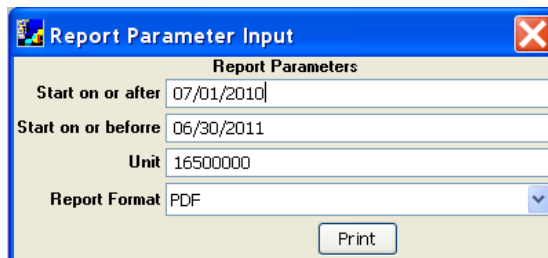 Report Parameter Input
Report Parameters
Start on or after 07/01/2010
Start on or beforre 06/30/2011
Unit 16500000
Report Format PDF
Print